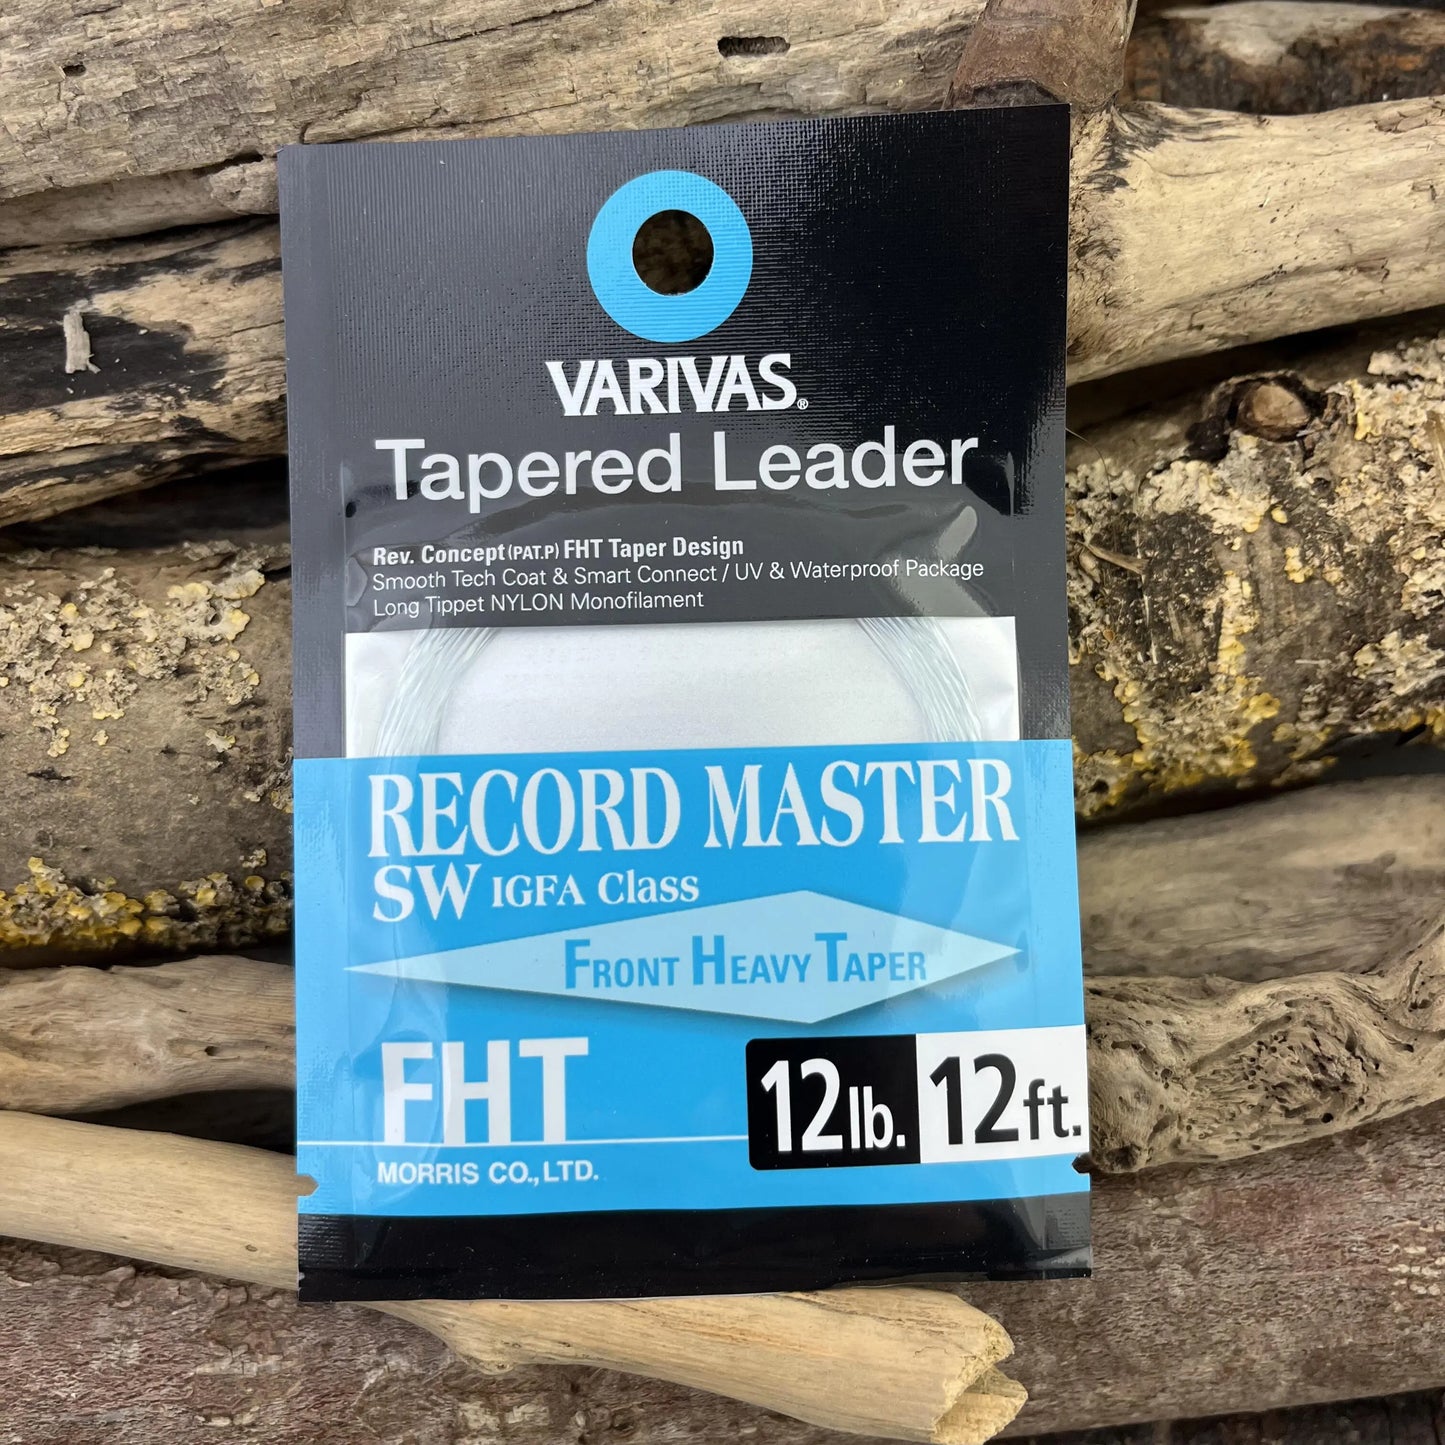 VARIVAS®
Tapered Leader
Rev. Concept (PAT.P) FHT Taper Design
Smooth Tech Coat & Smart Connect / UV & Waterproof Package
Long Tippet NYLON Monofilament
RECORD MASTER
SW IGFA Class
FRONT HEAVY TAPER
FHT
12lb. 12ft.
MORRIS CO.,LTD.